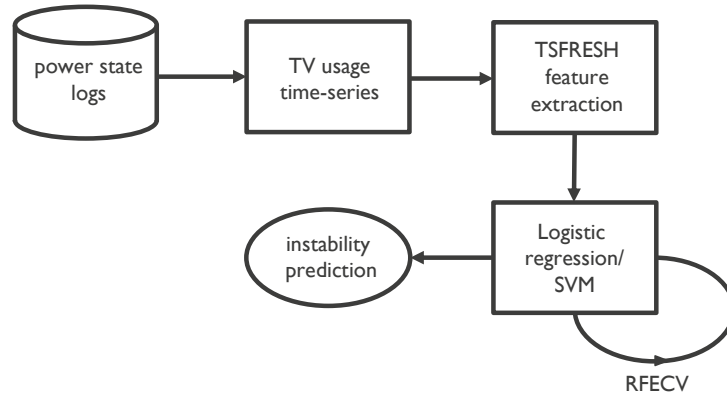 power state
logs
TV usage
time-series
TSFRESH
feature
extraction
instability
prediction
Logistic
regression/
SVM
RFECV